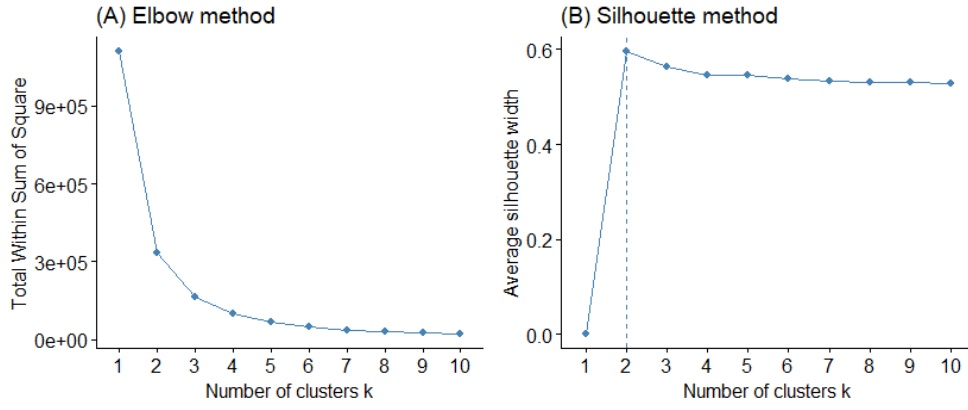 (A) Elbow method
Total Within Sum of Square
9e+05
6e+05
3e+05
0e+00
1 2 3 4 5 6 7 8 9 10
Number of clusters k
(B) Silhouette method
Average silhouette width
0.6
0.4
0.2
0.0
1 2 3 4 5 6 7 8 9 10
Number of clusters k